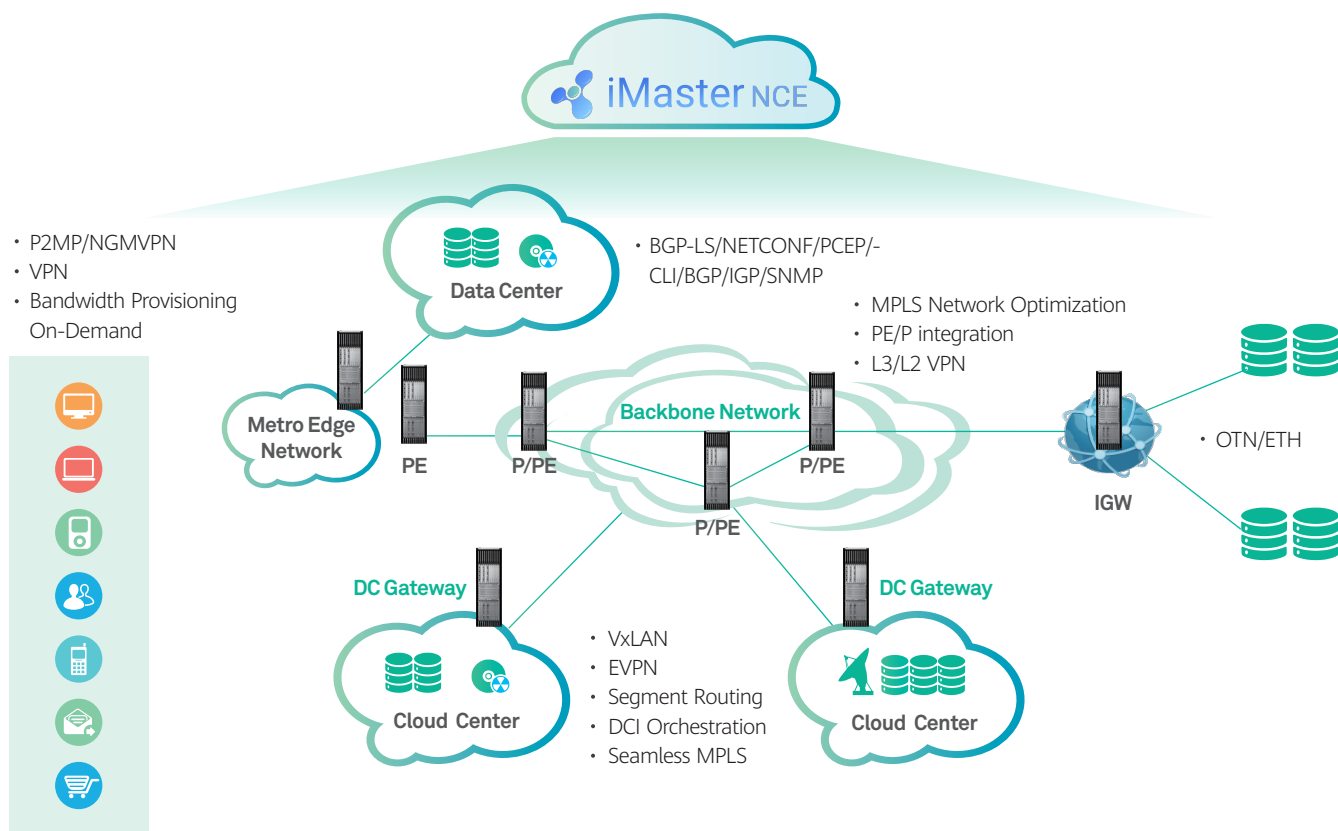 iMaster NCE
• P2MP/NGMVPN
• VPN
• Bandwidth Provisioning
On-Demand
Data Center
• BGP-LS/NETCONF/PCEP/-
CLI/BGP/IGP/SNMP
• MPLS Network Optimization
• PE/P integration
• L3/L2 VPN
Metro Edge
Network
PE
P/PE
Backbone Network
P/PE
P/PE
IGW
• OTN/ETH
DC Gateway
Cloud Center
• VxLAN
• EVPN
• Segment Routing
• DCI Orchestration
• Seamless MPLS
DC Gateway
Cloud Center